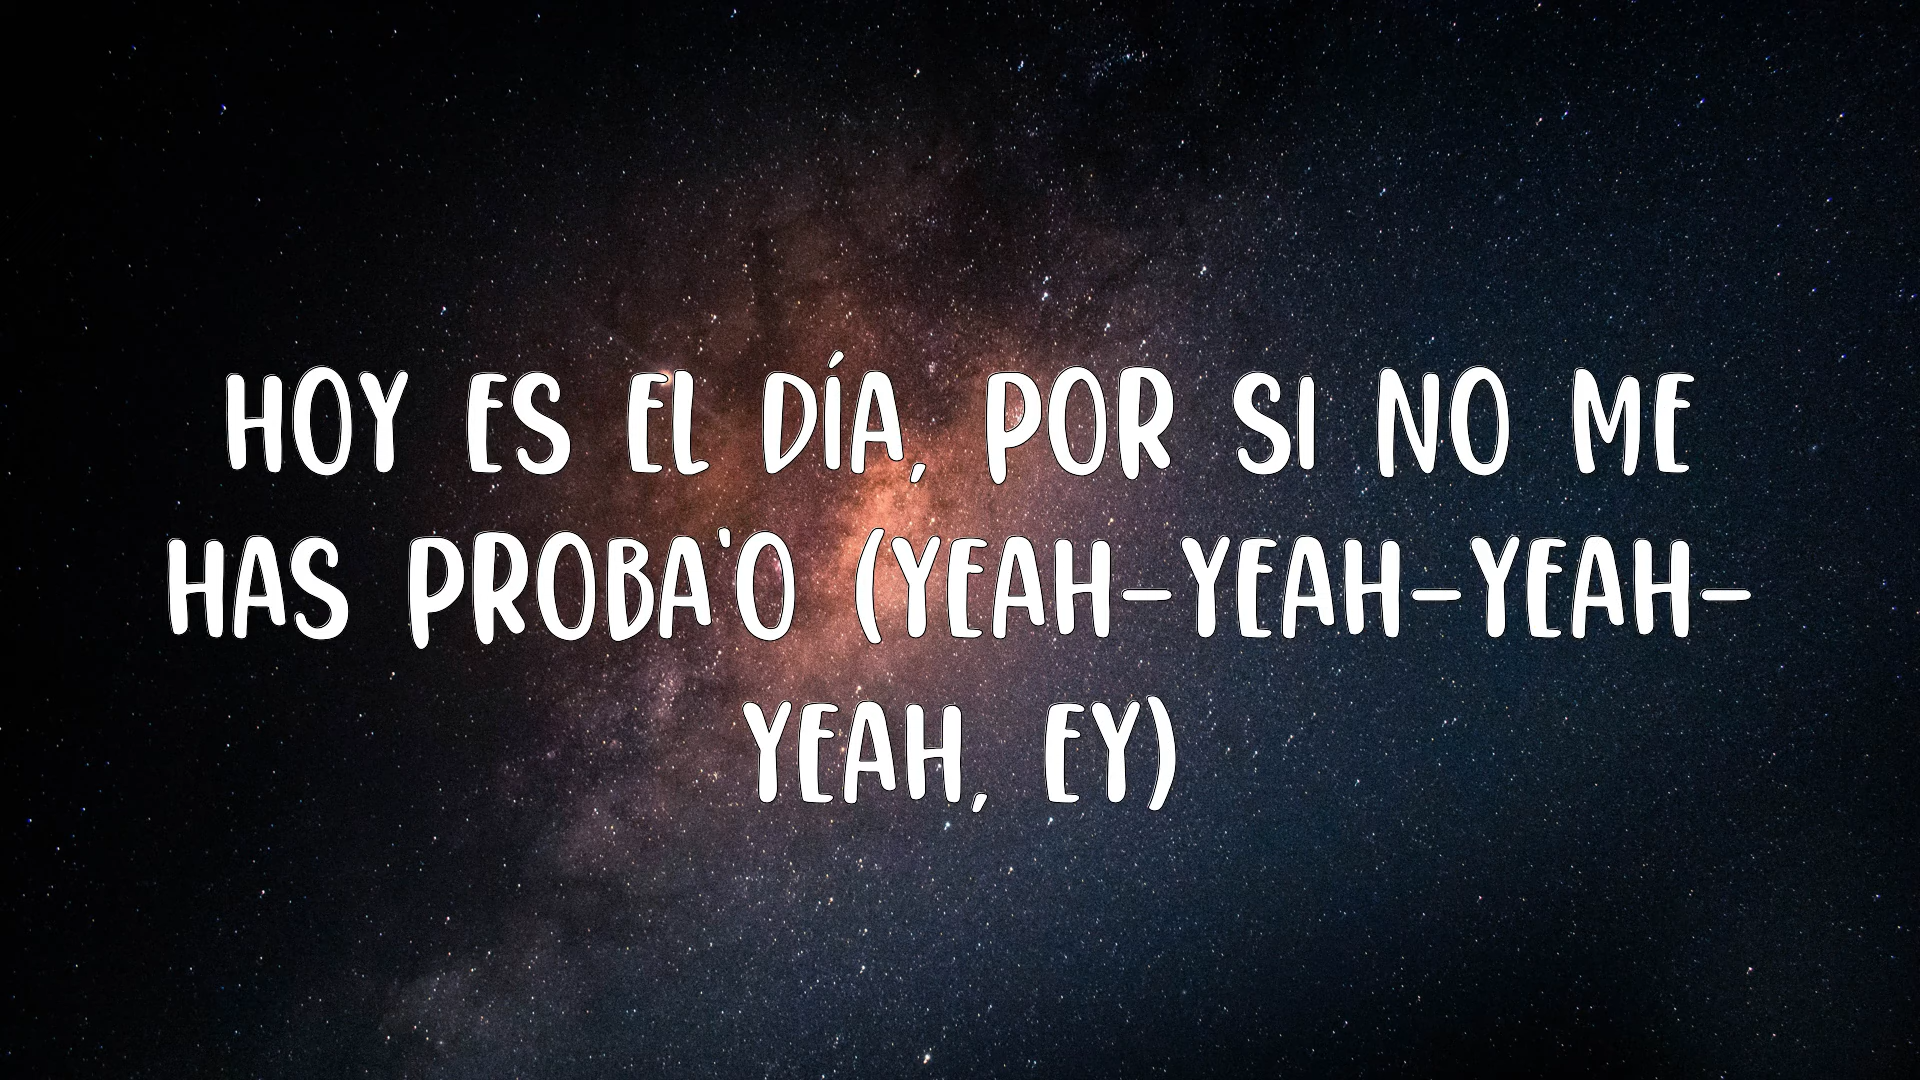 HOY ES EL DÍA, POR SI NO ME
HAS PROBA'O (YEAH-YEAH-YEAH-
YEAH, EY)